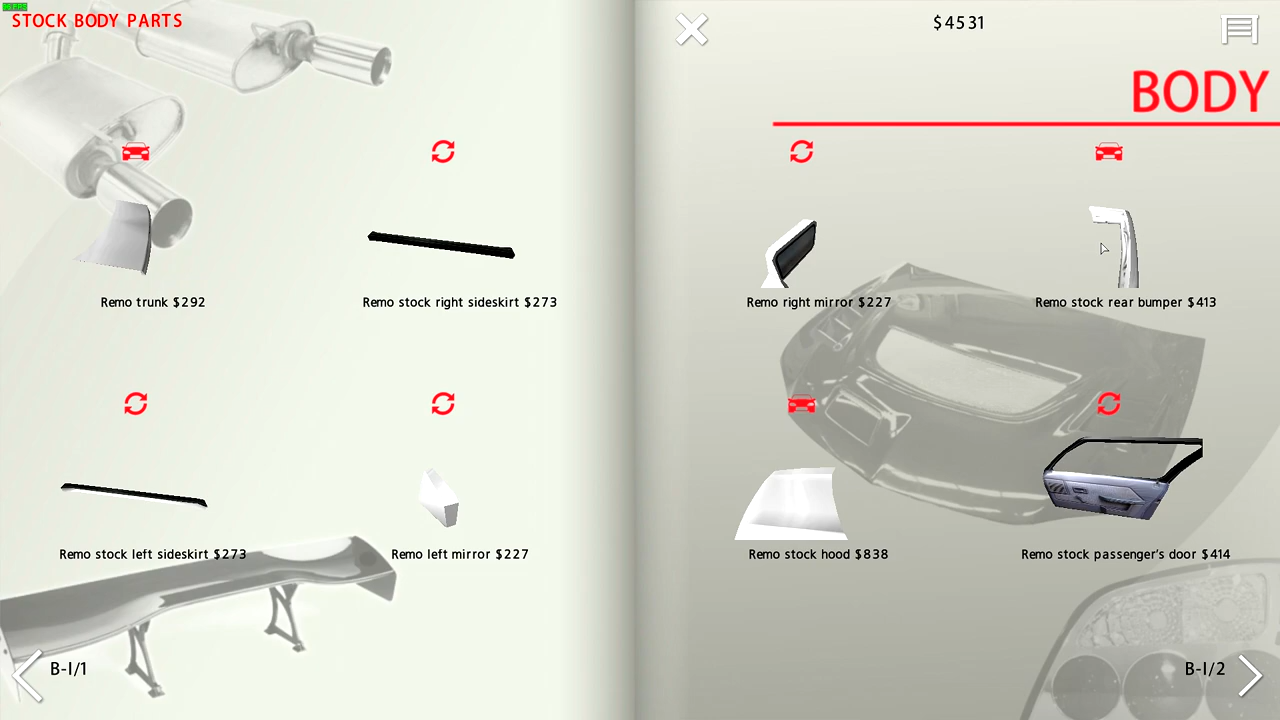 STOCK BODY PARTS
$4531
BODY
Remo trunk $292
Remo stock right sideskirt $273
Remo right mirror $227
Remo stock rear bumper $413
Remo stock left sideskirt $273
Remo left mirror $227
Remo stock hood $838
Remo stock passenger's door $414
B-I/1
B-I/2